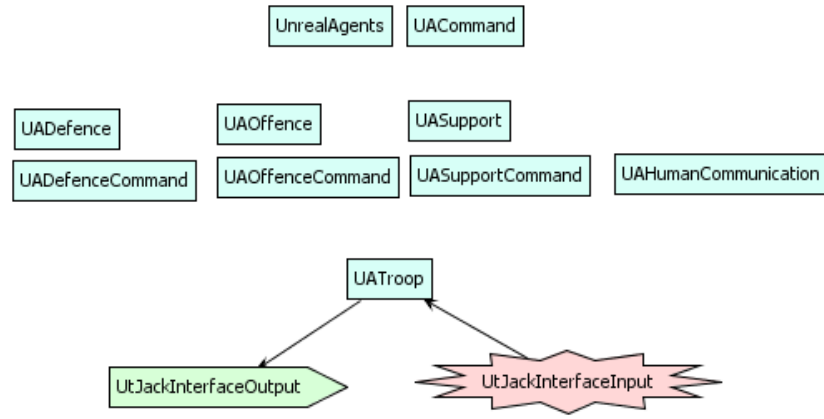 UnrealAgents
UACommand
UADefence
UAOffence
UASupport
UADefenceCommand
UAOffenceCommand
UASupportCommand
UAHumanCommunication
UATroop
UtJackInterfaceOutput
UtJackInterfaceInput